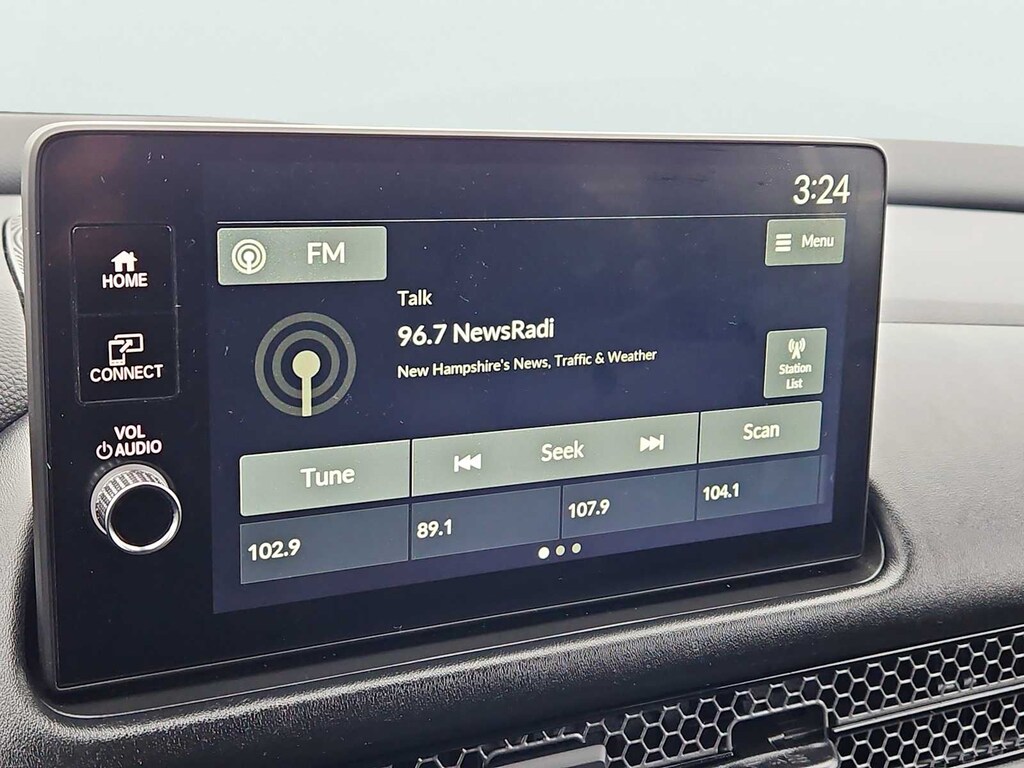 3:24
FM
Menu
HOME
Talk
96.7 NewsRadi
New Hampshire's News, Traffic & Weather
CONNECT
Station
List
VOL
AUDIO
Tune
Seek
Scan
102.9
89.1
107.9
104.1